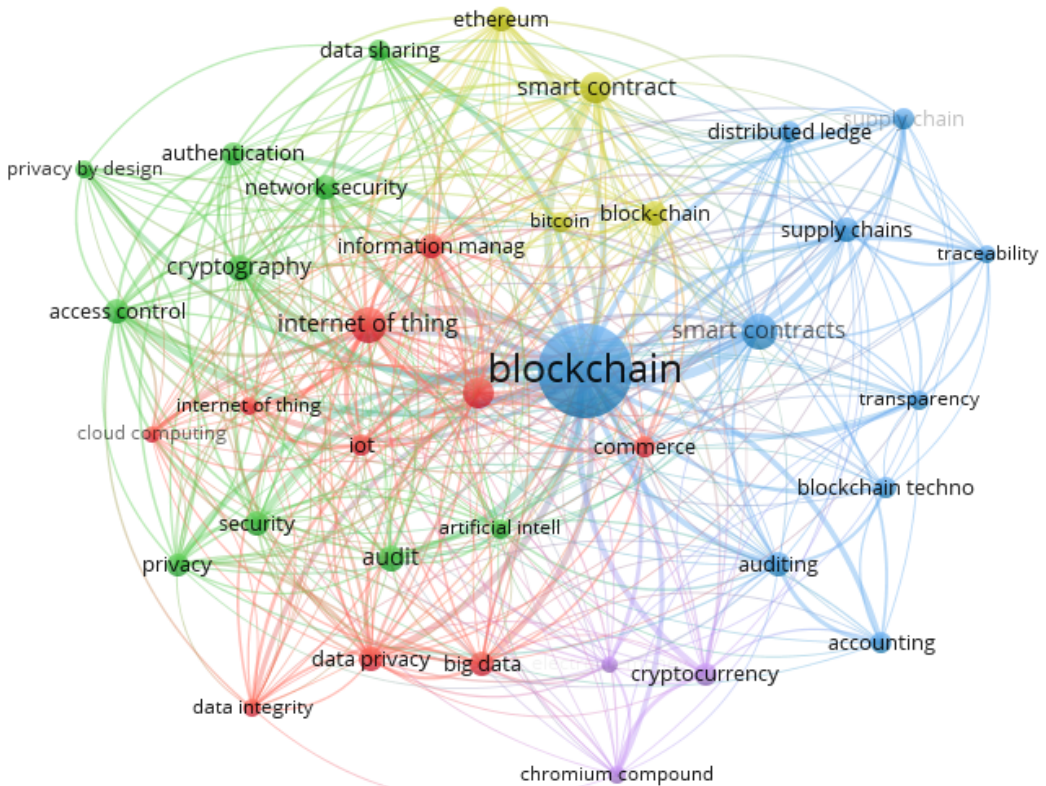 ethereum
data sharing
smart contract
supply chain
distributed ledge
authentication
privacy by design
network security
bitcoin
block-chain
information manag
supply chains
traceability
cryptography
access control
internet of thing
smart contracts
blockchain
internet of thing
transparency
cloud computing
iot
commerce
blockchain techno
security
artificial intell
privacy
audit
auditing
accounting
data privacy
big data
cryptocurrency
data integrity
chromium compound